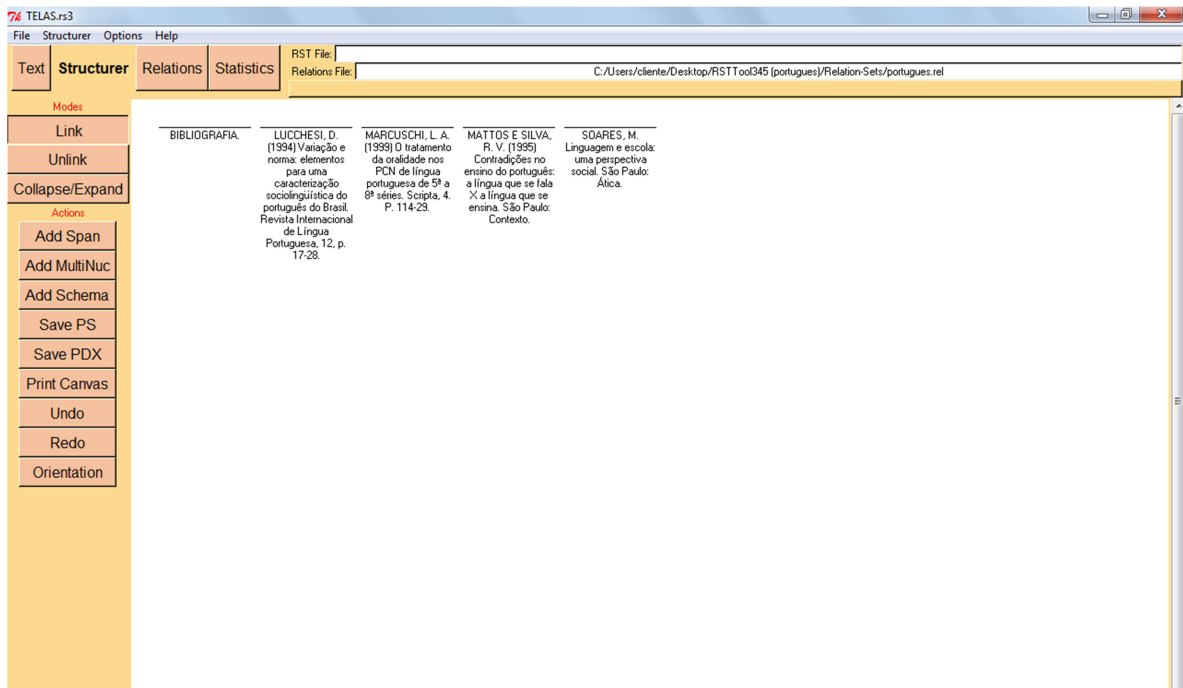 TELAS.rs3
File Structurer Options Help
Text Structurer Relations Statistics
RST File:
Relations File: C:/Users/cliente/Desktop/RSTTool345 (portugues)/Relation-Sets/portugues.rel
Modes
Link
Unlink
Collapse/Expand
Actions
Add Span
Add MultiNuc
Add Schema
Save PS
Save PDX
Print Canvas
Undo
Redo
Orientation
BIBLIOGRAFIA.
LUCCHESI, D.
(1994) Variação e
norma: elementos
para uma
caracterização
sociolingüística do
português do Brasil.
Revista Internacional
de Língua
Portuguesa, 12, p.
17-28.
MARCUSCHI, L. A.
(1999) O tratamento
da oralidade nos
PCN de língua
portuguesa de 5ª a
8ª séries. Scripta, 4.
P. 114-29.
MATTOS E SILVA,
R. V. (1995)
Contradições no
ensino do português:
a língua que se fala
X a língua que se
ensina. São Paulo:
Contexto.
SOARES, M.
Linguagem e escola:
uma perspectiva
social. São Paulo:
Ática.